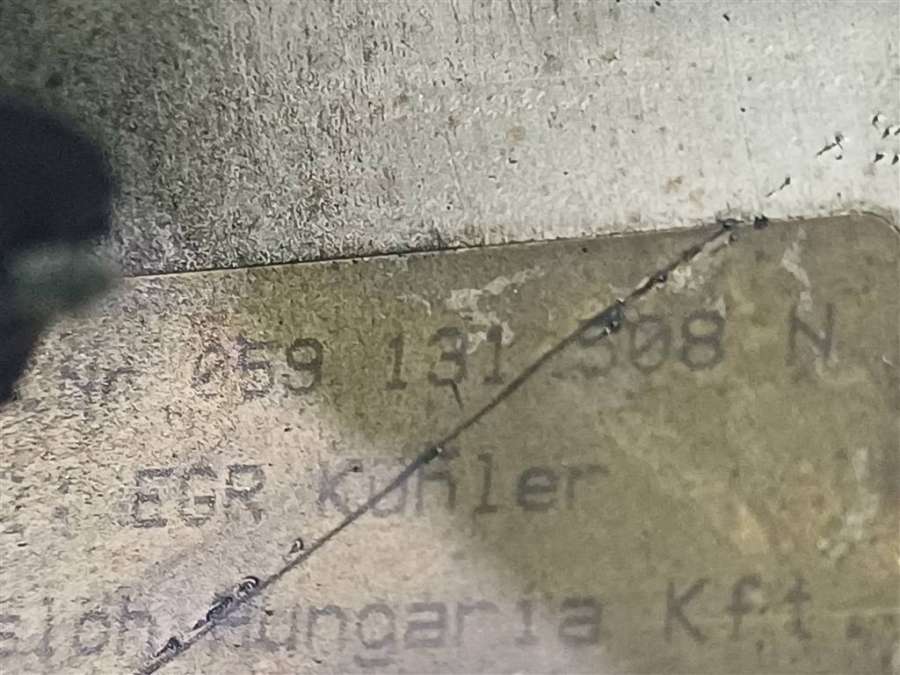 Nr 059 131 508 N
EGR Kühler
Hungaria Kft.